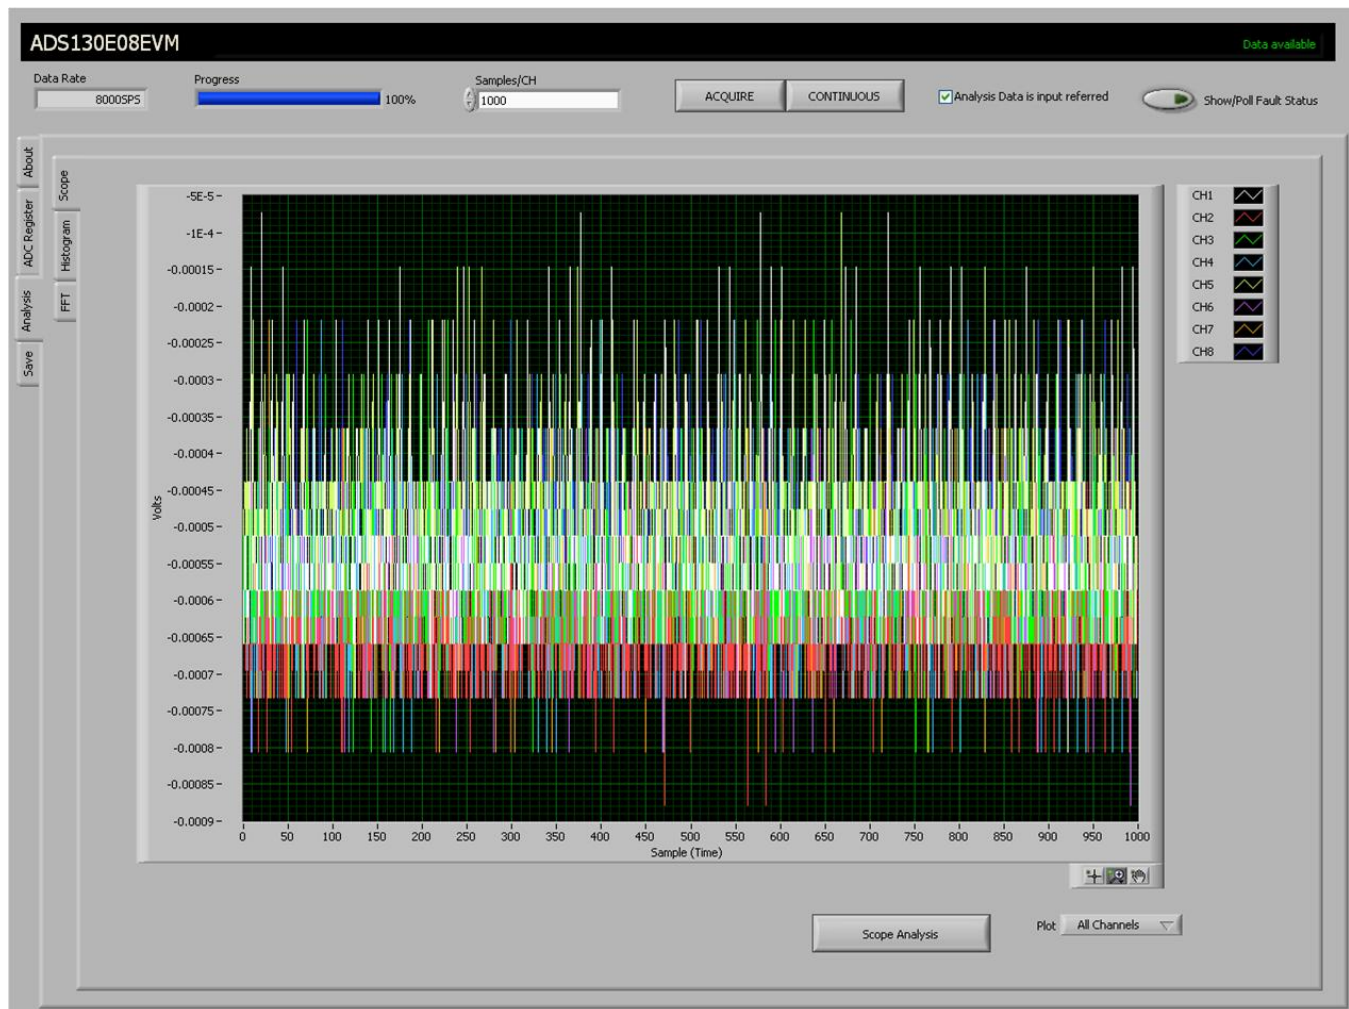 ADS130E08EVM
Data available
Data Rate
8000SPS
Progress
100%
Samples/CH
1000
ACQUIRE
CONTINUOUS
Analysis Data is input referred
Show/Poll Fault Status
About
ADC Register
Analysis
Save
Scope
Histogram
FFT
Volts
-5E-5
-1E-4
-0.00015
-0.0002
-0.00025
-0.0003
-0.00035
-0.0004
-0.00045
-0.0005
-0.00055
-0.0006
-0.00065
-0.0007
-0.00075
-0.0008
-0.00085
-0.0009
0 50 100 150 200 250 300 350 400 450 500 550 600 650 700 750 800 850 900 950 1000
Sample (Time)
CH1
CH2
CH3
CH4
CH5
CH6
CH7
CH8
Scope Analysis
Plot All Channels